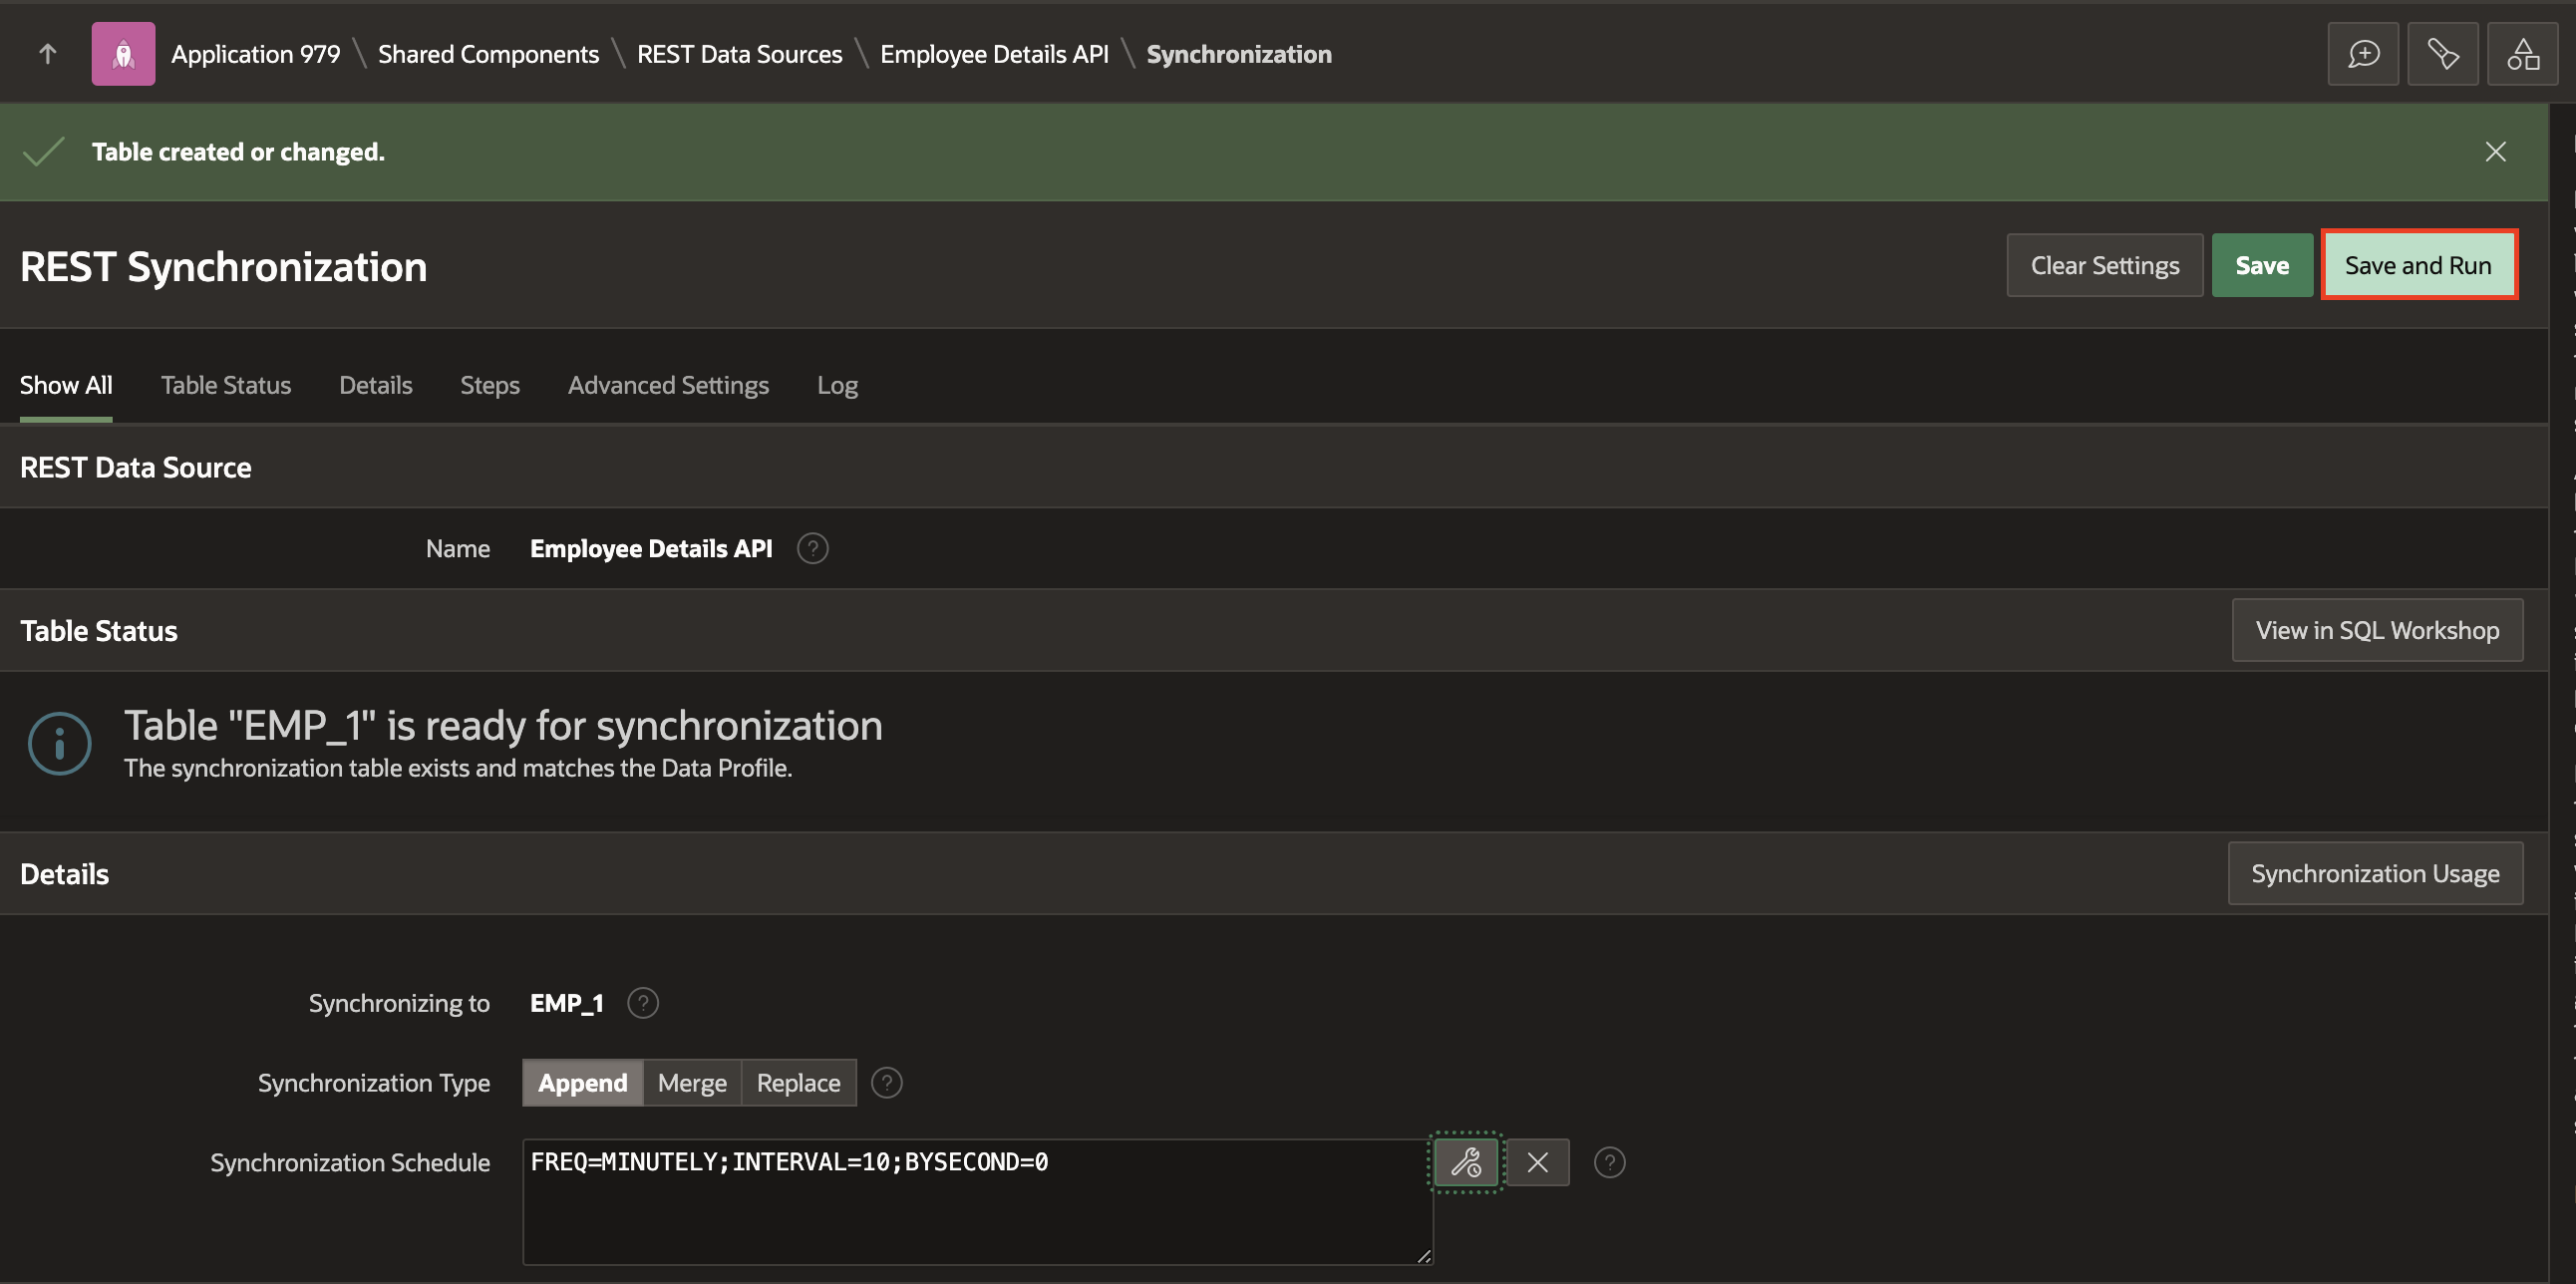 Application 979 \ Shared Components \ REST Data Sources \ Employee Details API \ Synchronization
Table created or changed.
REST Synchronization
Clear Settings
Save
Save and Run
Show All
Table Status
Details
Steps
Advanced Settings
Log
REST Data Source
Name
Employee Details API
Table Status
View in SQL Workshop
Table "EMP_1" is ready for synchronization
The synchronization table exists and matches the Data Profile.
Details
Synchronization Usage
Synchronizing to
EMP_1
Synchronization Type
Append
Merge
Replace
Synchronization Schedule
FREQ=MINUTELY;INTERVAL=10;BYSECOND=0